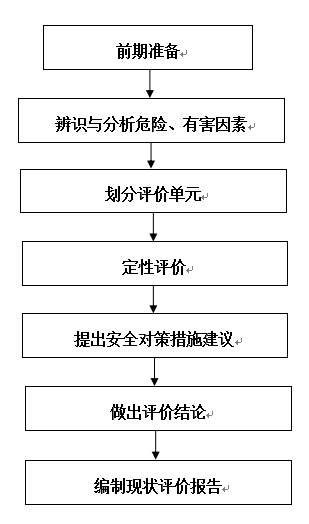 前期准备
辨识与分析危险、有害因素
划分评价单元
定性评价
提出安全对策措施建议
做出评价结论
编制现状评价报告